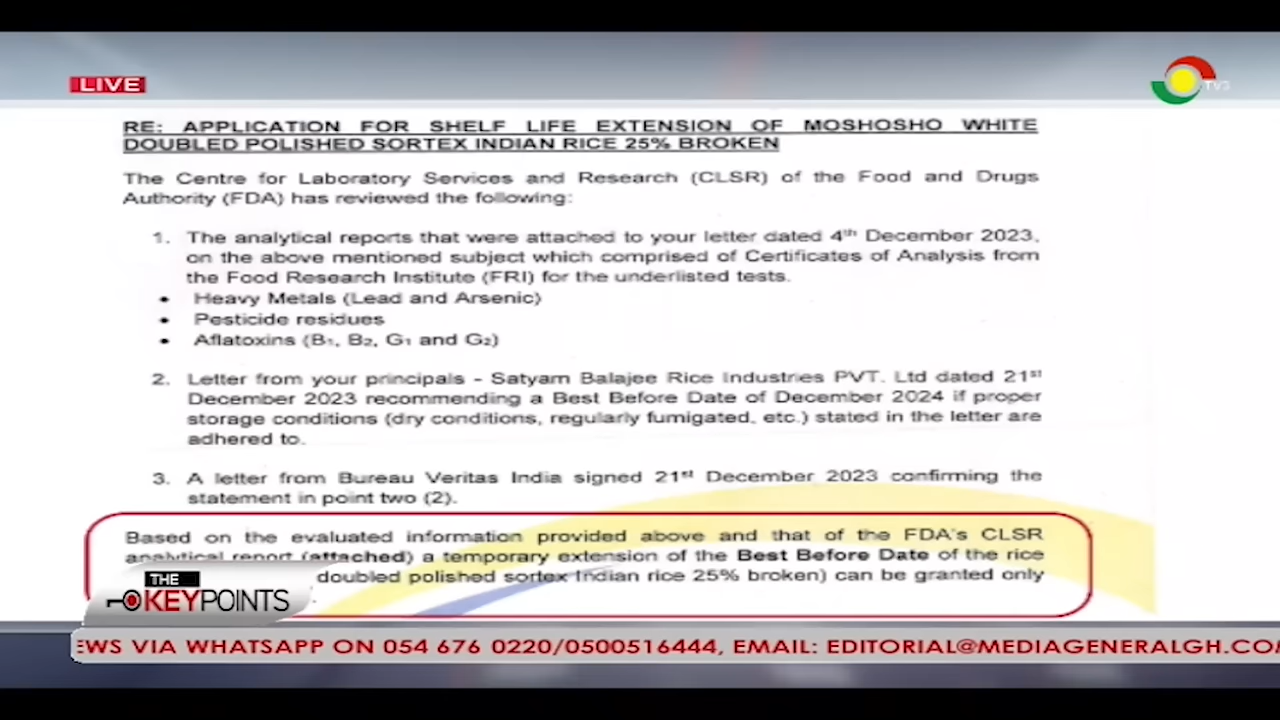 LIVE
TV3
RE: APPLICATION FOR SHELF LIFE EXTENSION OF MOSHOSHO WHITE
DOUBLED POLISHED SORTEX INDIAN RICE 25% BROKEN
The Centre for Laboratory Services and Research (CLSR) of the Food and Drugs
Authority (FDA) has reviewed the following:
1. The analytical reports that were attached to your letter dated 4th December 2023,
on the above mentioned subject which comprised of Certificates of Analysis from
the Food Research Institute (FRI) for the underlisted tests.
• Heavy Metals (Lead and Arsenic)
• Pesticide residues
• Aflatoxins (B1, B2, G1 and G2)
2. Letter from your principals - Satyam Balajee Rice Industries PVT. Ltd dated 21st
December 2023 recommending a Best Before Date of December 2024 if proper
storage conditions (dry conditions, regularly fumigated, etc.) stated in the letter are
adhered to.
3. A letter from Bureau Veritas India signed 21st December 2023 confirming the
statement in point two (2).
Based on the evaluated information provided above and that of the FDA's CLSR
analytical report (attached) a temporary extension of the Best Before Date of the rice
doubled polished sortex Indian rice 25% broken) can be granted only
THE
KEYPOINTS
EWS VIA WHATSAPP ON 054 676 0220/0500516444, EMAIL: EDITORIAL@MEDIAGENERALGH.CO